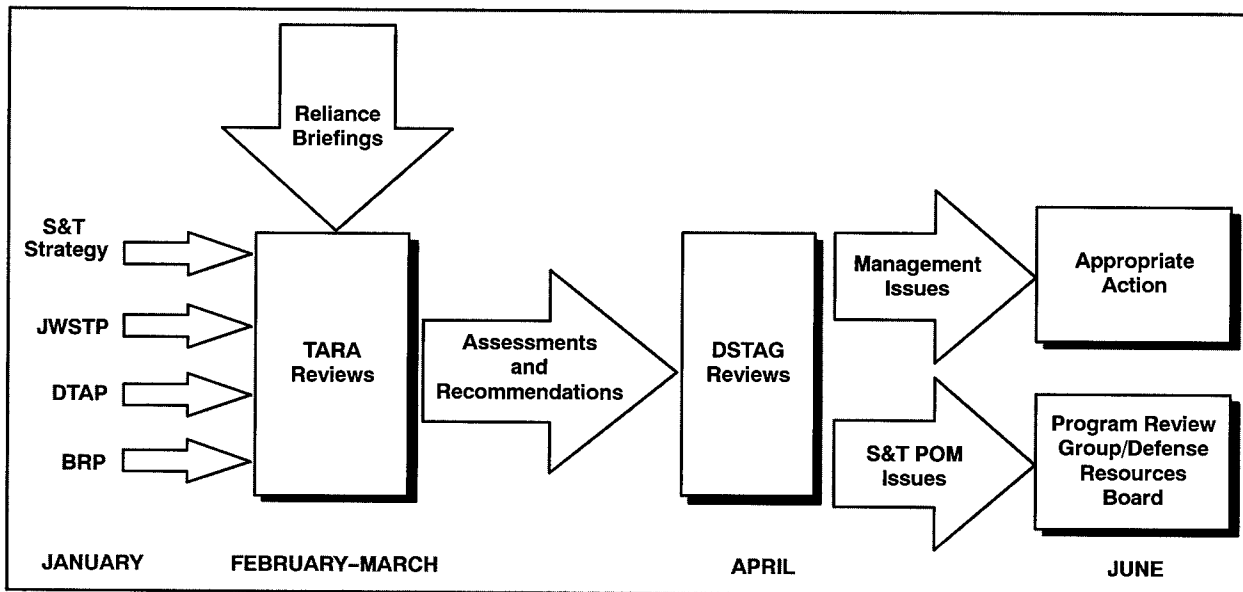 Reliance
Briefings
S&T
Strategy
JWSTP
DTAP
BRP
TARA
Reviews
Assessments
and
Recommendations
DSTAG
Reviews
Management
Issues
S&T POM
Issues
Appropriate
Action
Program Review
Group/Defense
Resources
Board
JANUARY
FEBRUARY–MARCH
APRIL
JUNE